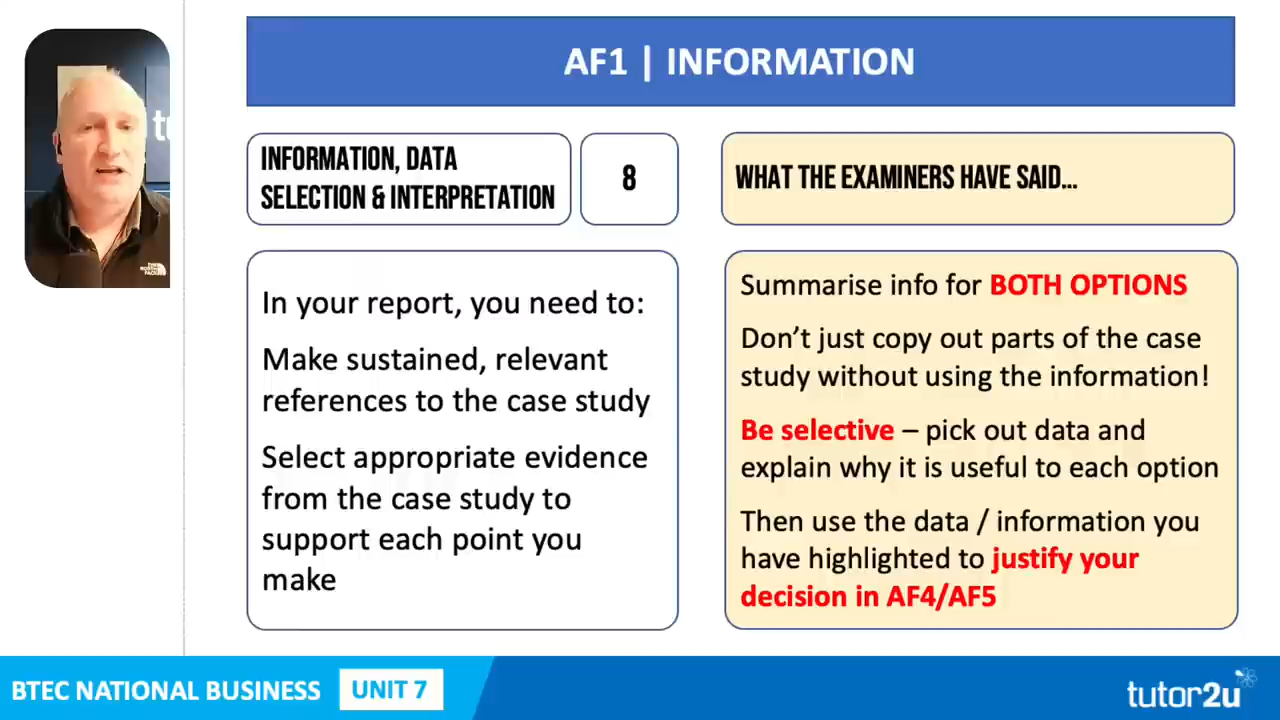 AF1 | INFORMATION
INFORMATION, DATA
SELECTION & INTERPRETATION
8
WHAT THE EXAMINERS HAVE SAID...
In your report, you need to:
Make sustained, relevant
references to the case study
Select appropriate evidence
from the case study to
support each point you
make
Summarise info for BOTH OPTIONS
Don't just copy out parts of the case
study without using the information!
Be selective – pick out data and
explain why it is useful to each option
Then use the data / information you
have highlighted to justify your
decision in AF4/AF5
BTEC NATIONAL BUSINESS
UNIT 7
tutor2u